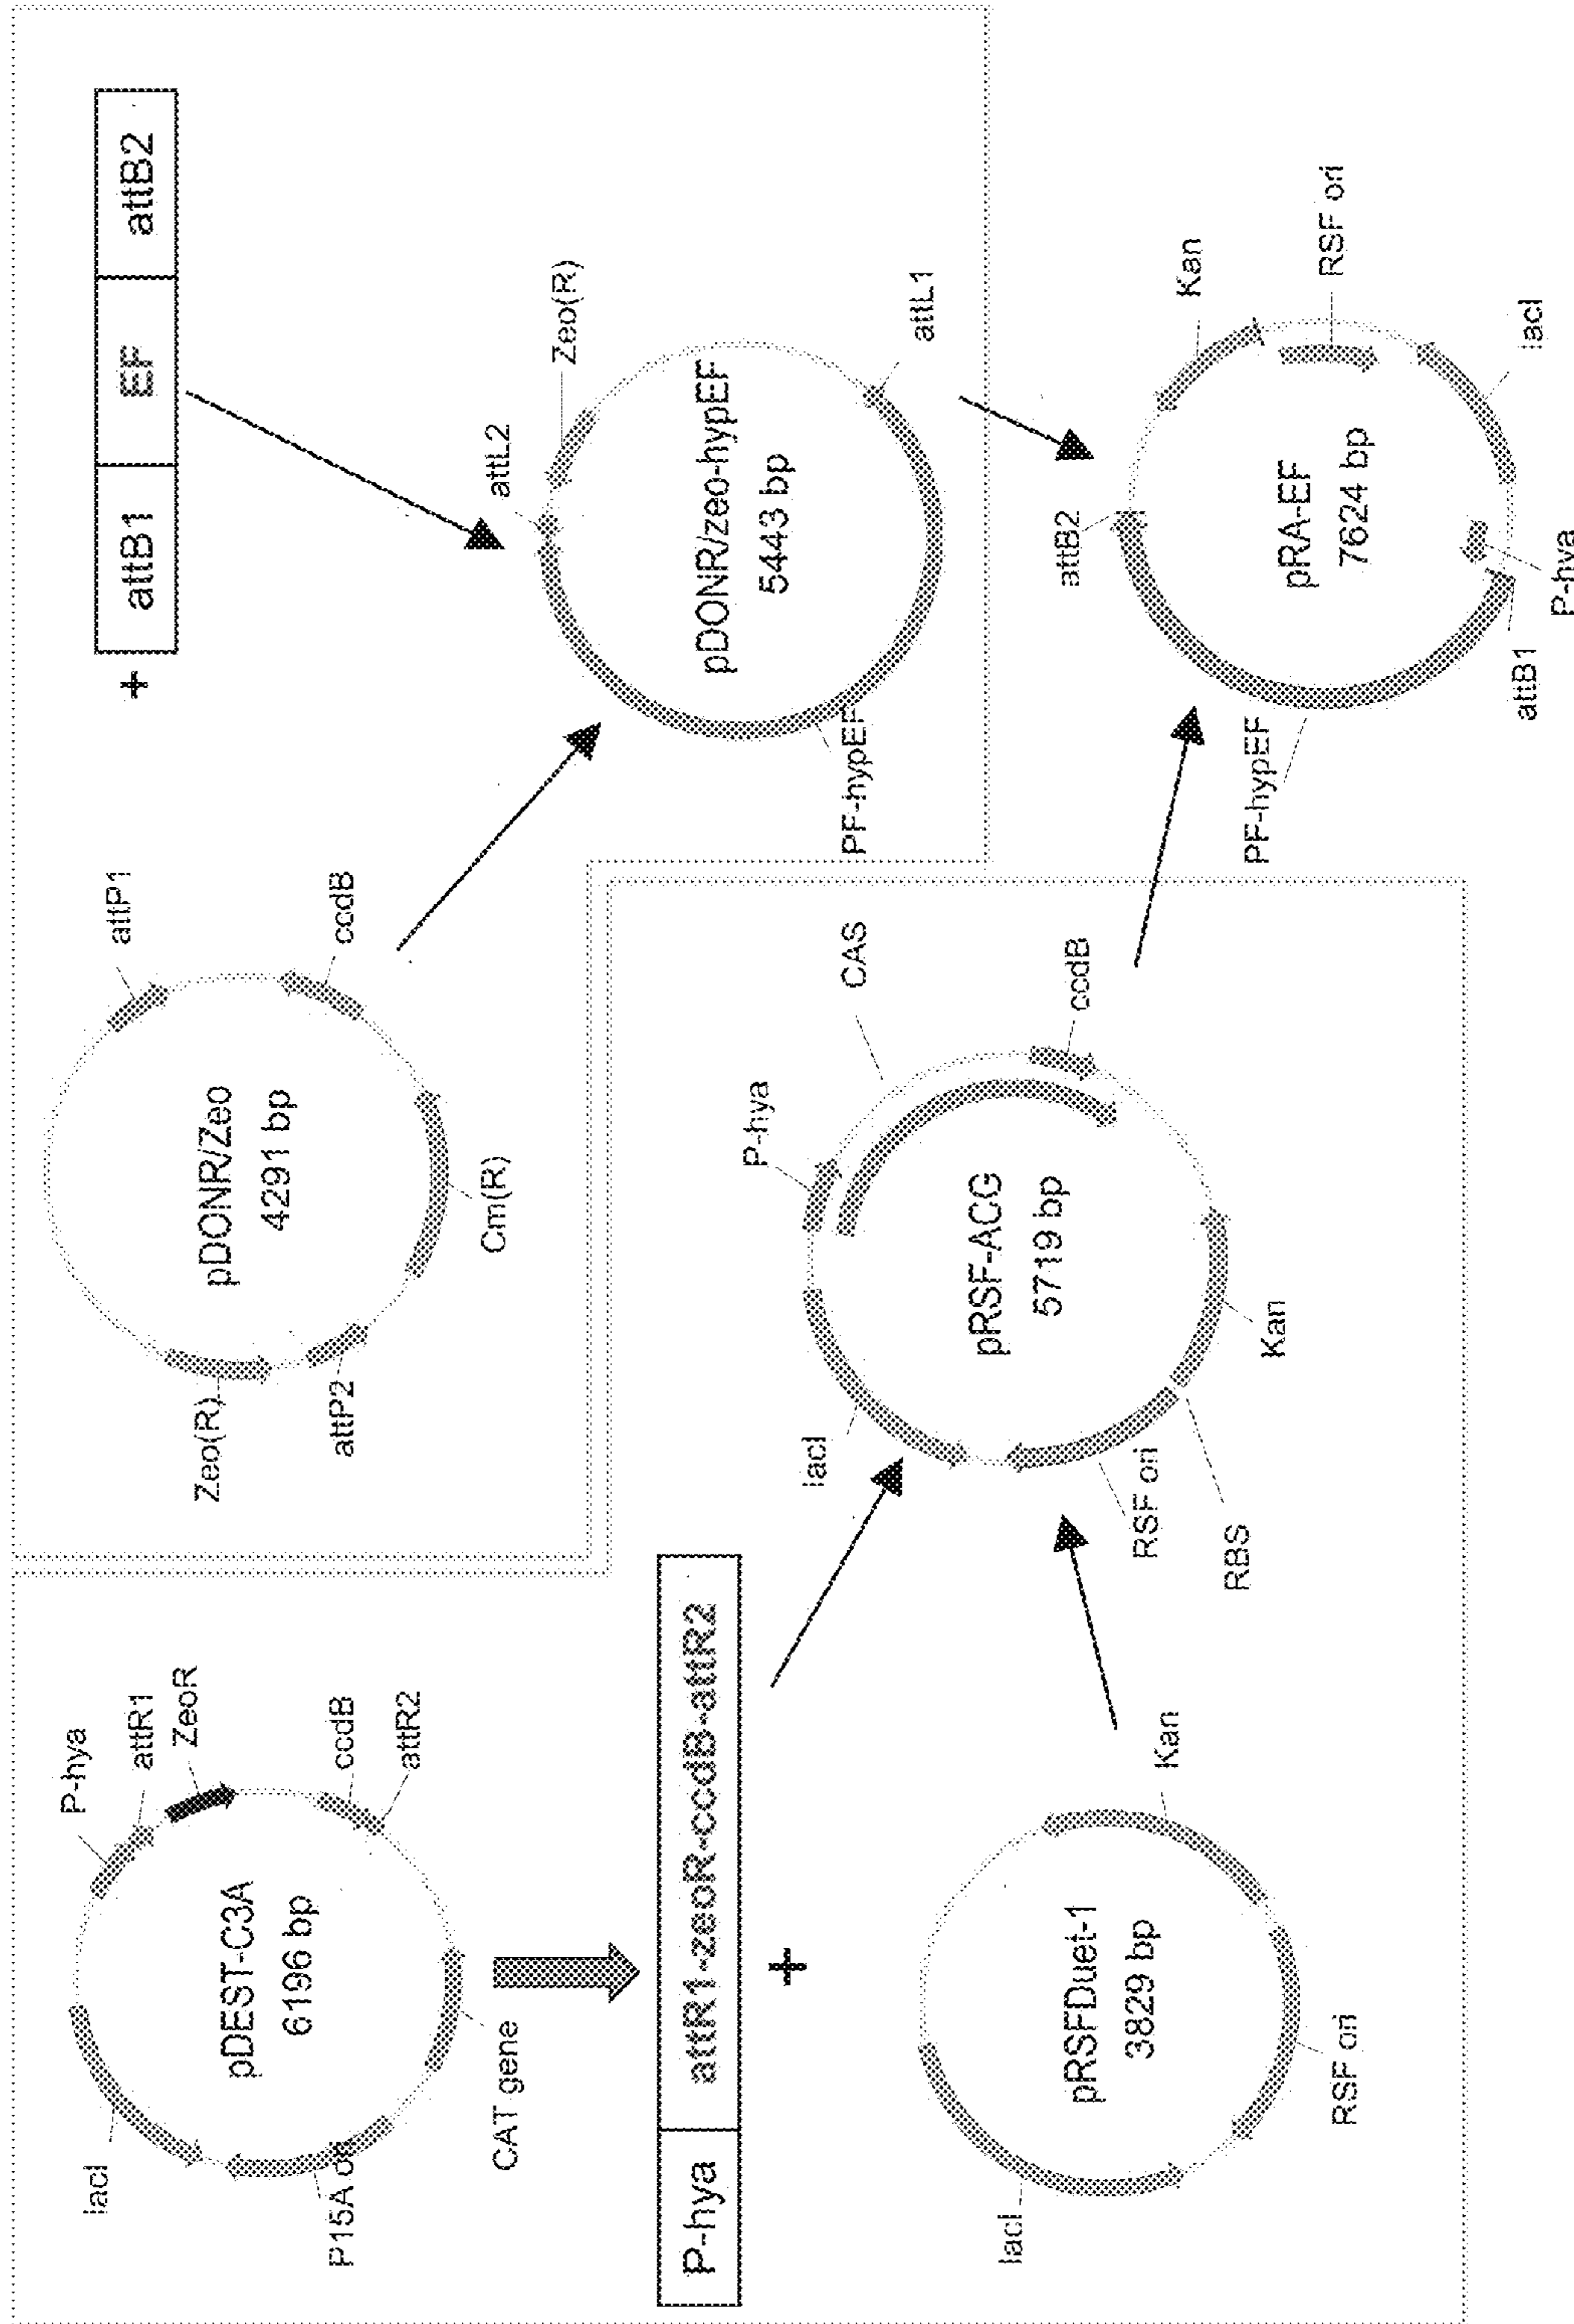 P-hya
attR1
ZeoR
ccdB
attR2
CAT gene
P15A ori
lacI
pDEST-C3A
6196 bp
P-hya
attR1-zeoR-ccdB-attR2
+
pRSFDuet-1
3829 bp
Kan
RSF ori
lacI
P-hya
CAS
ccdB
Kan
RBS
RSF ori
lacI
pRSF-ACG
5719 bp
attP1
ccdB
Cm(R)
attP2
Zeo(R)
pDONR/Zeo
4291 bp
+
attB1
EF
attB2
attL2
Zeo(R)
attL1
PF-hypEF
pDONR/zeo-hypEF
5443 bp
attB2
Kan
RSF ori
lacI
P-hya
attB1
PF-hypEF
pRA-EF
7624 bp